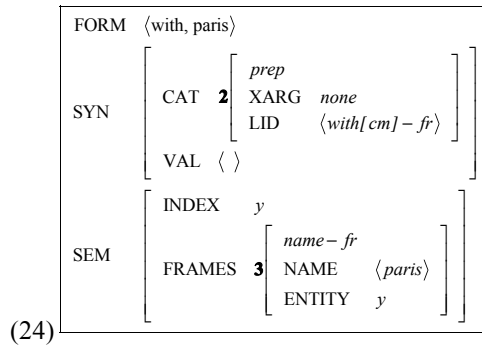 FORM ⟨with, paris⟩
SYN
CAT 2
prep
XARG none
LID ⟨with[cm] − fr⟩
VAL ⟨ ⟩
SEM
INDEX y
FRAMES 3
name − fr
NAME ⟨paris⟩
ENTITY y
(24)